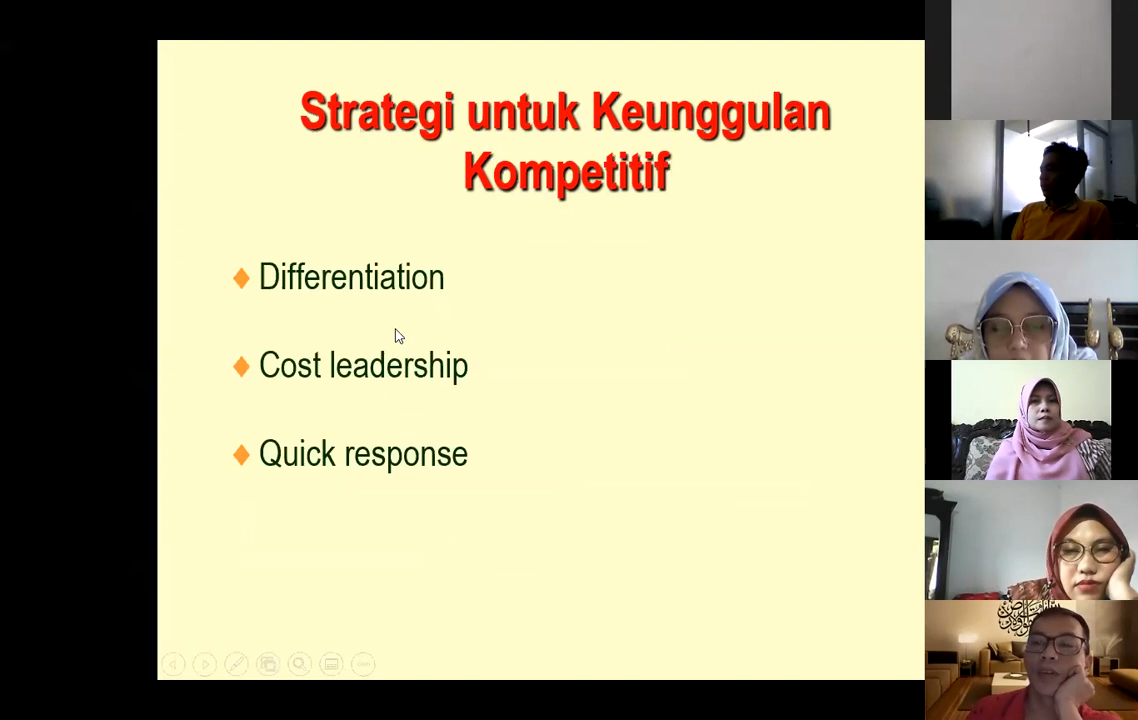 Strategi untuk Keunggulan
Kompetitif
Differentiation
Cost leadership
Quick response